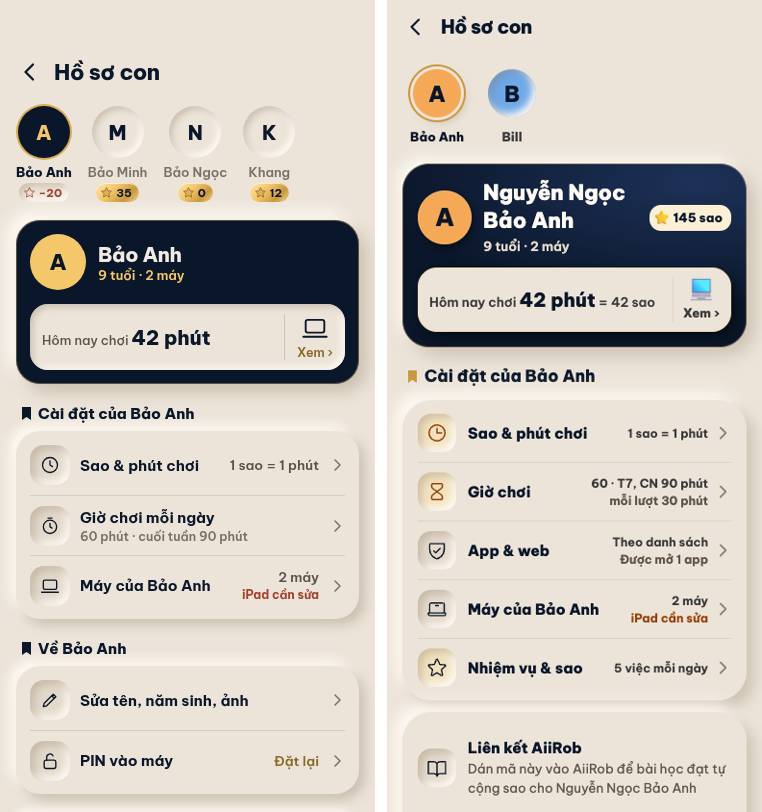 Hồ sơ con
A
M
N
K
Bảo Anh
Bảo Minh
Bảo Ngọc
Khang
-20
35
0
12
A
Bảo Anh
9 tuổi · 2 máy
Hôm nay chơi 42 phút
Xem ›
Cài đặt của Bảo Anh
Sao & phút chơi
1 sao = 1 phút
Giờ chơi mỗi ngày
60 phút · cuối tuần 90 phút
Máy của Bảo Anh
2 máy
iPad cần sửa
Về Bảo Anh
Sửa tên, năm sinh, ảnh
PIN vào máy
Đặt lại
Hồ sơ con
A
B
Bảo Anh
Bill
A
Nguyễn Ngọc
Bảo Anh
9 tuổi · 2 máy
145 sao
Hôm nay chơi 42 phút = 42 sao
Xem ›
Cài đặt của Bảo Anh
Sao & phút chơi
1 sao = 1 phút
Giờ chơi
60 · T7, CN 90 phút
mỗi lượt 30 phút
App & web
Theo danh sách
Được mở 1 app
Máy của Bảo Anh
2 máy
iPad cần sửa
Nhiệm vụ & sao
5 việc mỗi ngày
Liên kết AiiRob
Dán mã này vào AiiRob để bài học đạt tự
cộng sao cho Nguyễn Ngọc Bảo Anh